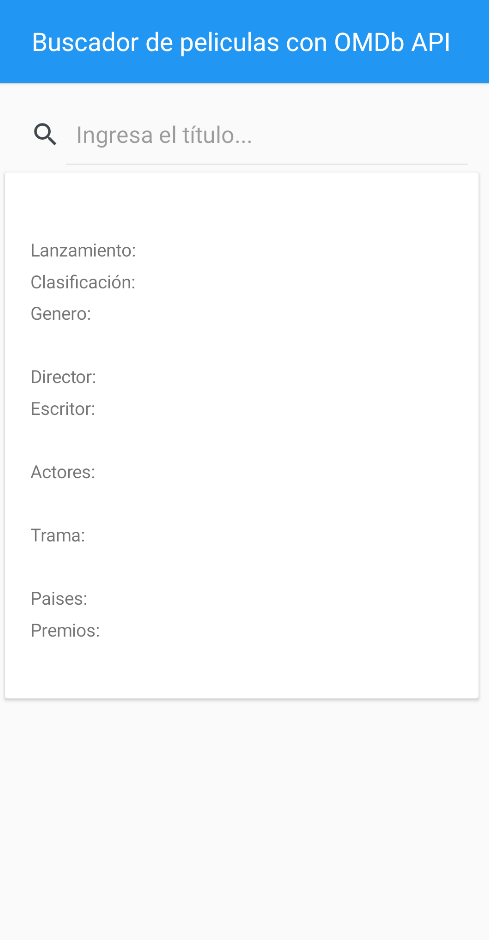 Buscador de peliculas con OMDb API
Ingresa el título...
Lanzamiento:
Clasificación:
Genero:
Director:
Escritor:
Actores:
Trama:
Paises:
Premios: